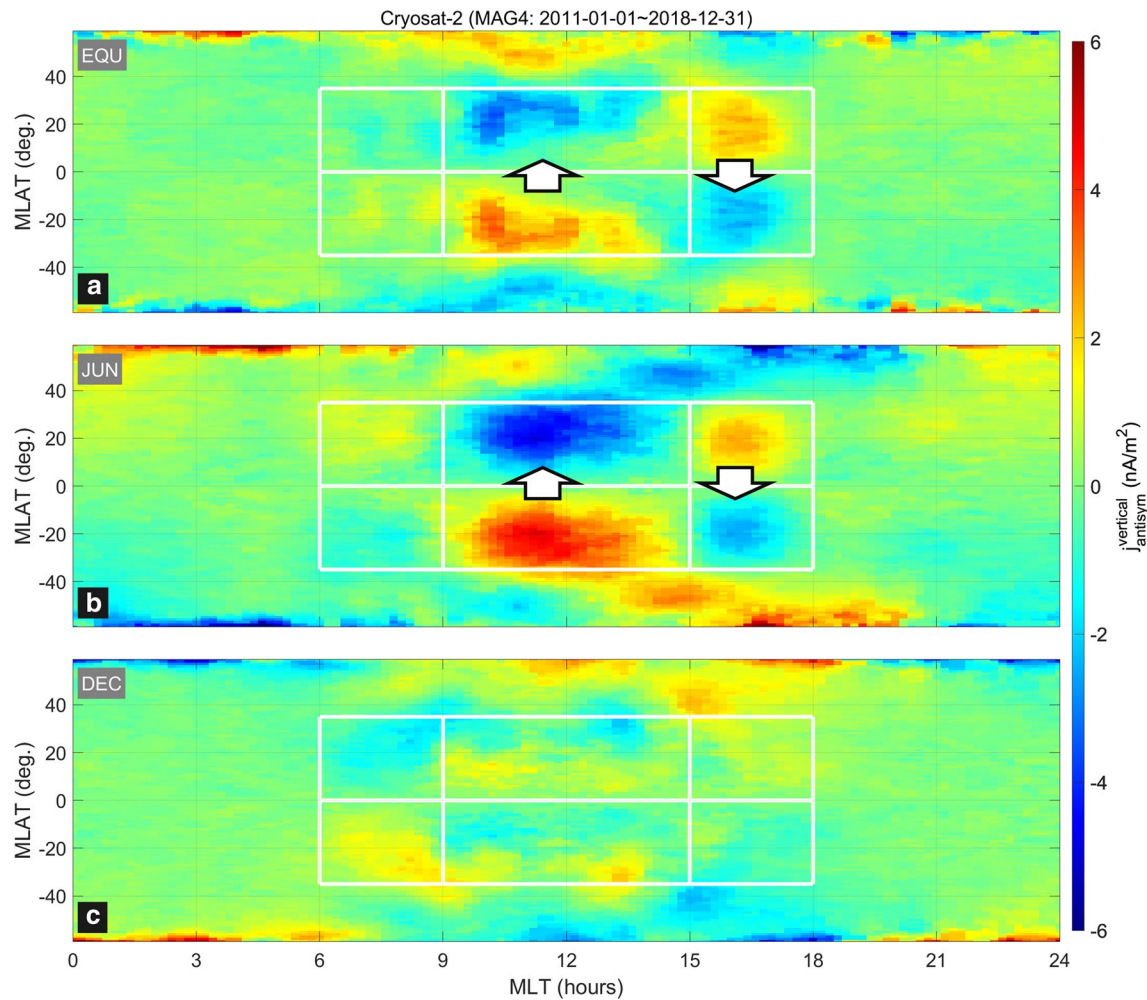 Cryosat-2 (MAG4: 2011-01-01~2018-12-31)
EQU
40
20
0
-20
-40
MLAT (deg.)
a
JUN
40
20
0
-20
-40
MLAT (deg.)
b
DEC
40
20
0
-20
-40
MLAT (deg.)
c
0 3 6 9 12 15 18 21 24
MLT (hours)
6
4
2
0
-2
-4
-6
j^vertical_antisym (nA/m²)